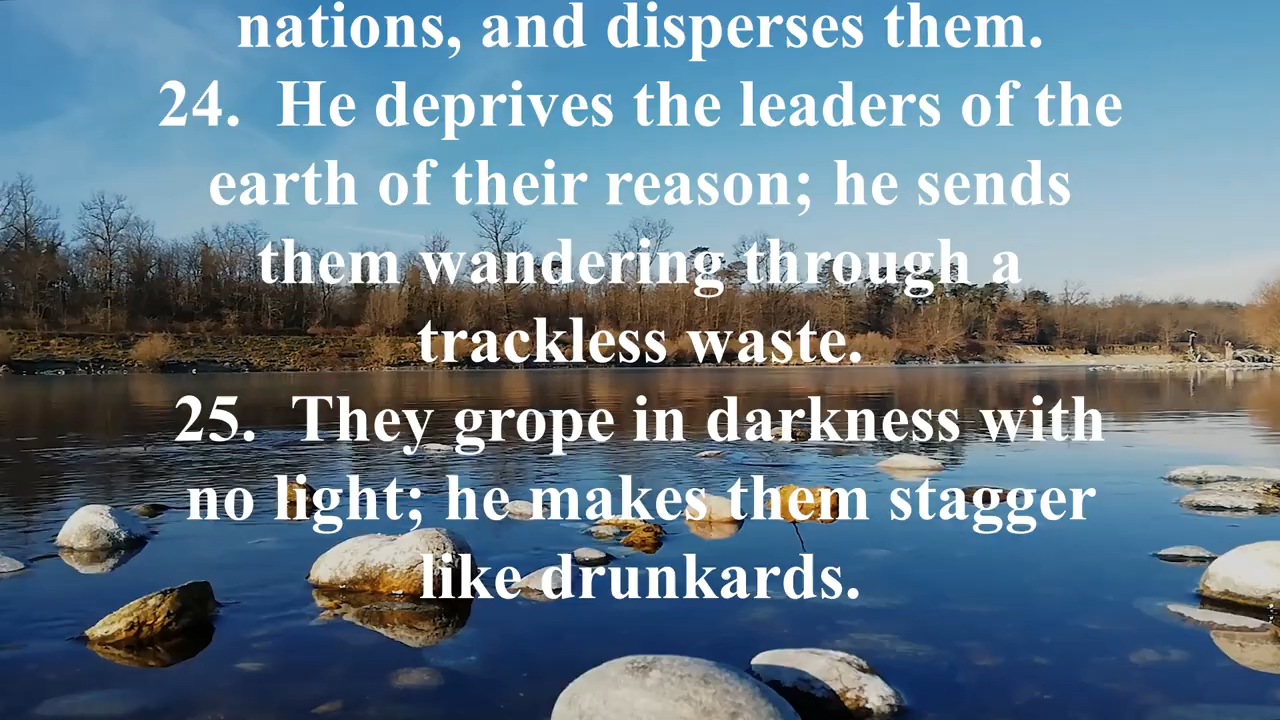 nations, and disperses them.
24. He deprives the leaders of the
earth of their reason; he sends
them wandering through a
trackless waste.
25. They grope in darkness with
no light; he makes them stagger
like drunkards.